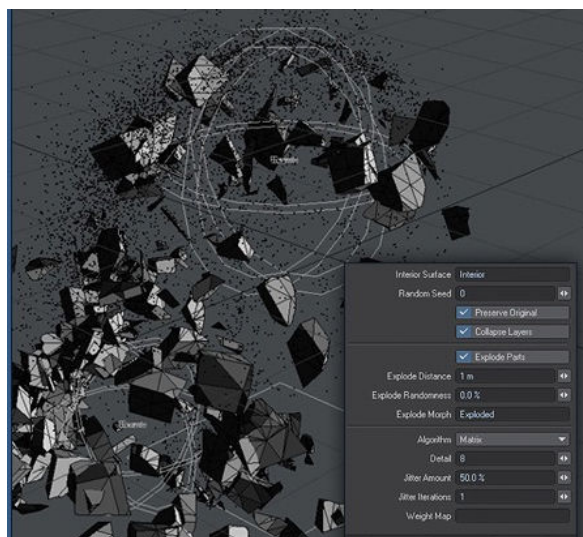 Interior Surface Interior
Random Seed 0
Preserve Original
Collapse Layers
Explode Parts
Explode Distance 1 m
Explode Randomness 0.0 %
Explode Morph Exploded
Algorithm Matrix
Detail 8
Jitter Amount 50.0 %
Jitter Iterations 1
Weight Map